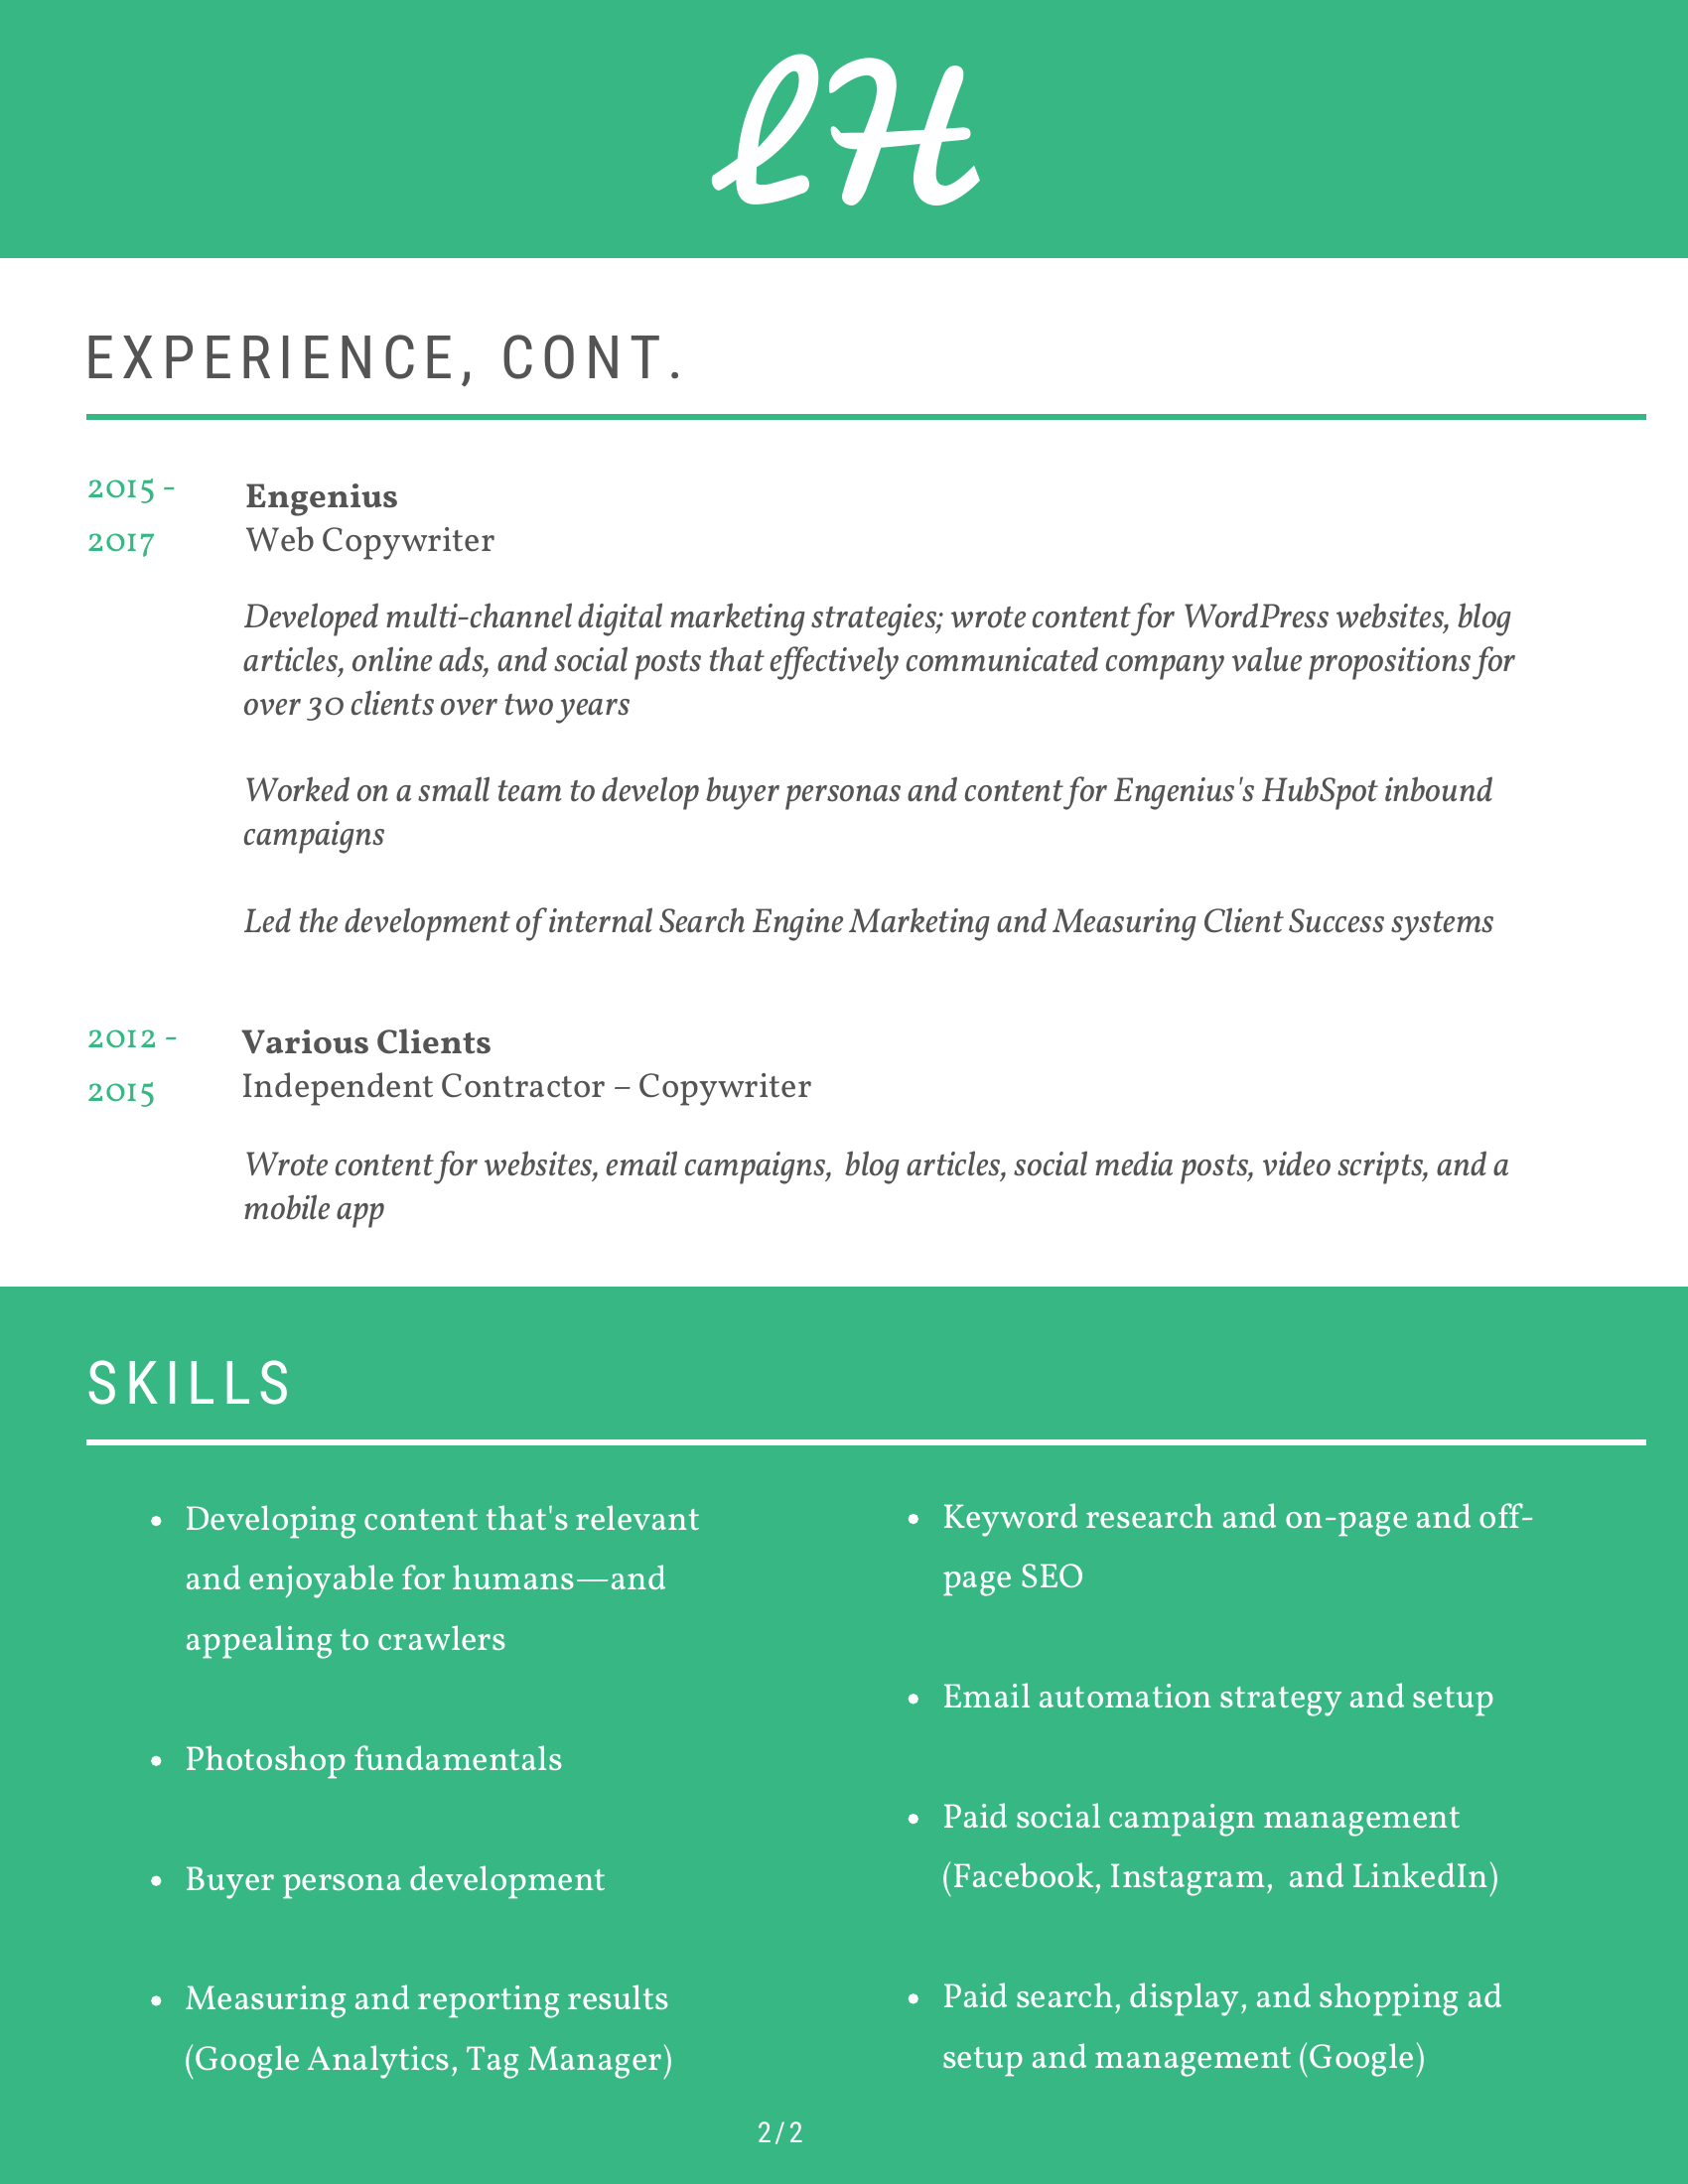 lH
EXPERIENCE, CONT.
2015 -
2017
Engenius
Web Copywriter
Developed multi-channel digital marketing strategies; wrote content for WordPress websites, blog
articles, online ads, and social posts that effectively communicated company value propositions for
over 30 clients over two years
Worked on a small team to develop buyer personas and content for Engenius's HubSpot inbound
campaigns
Led the development of internal Search Engine Marketing and Measuring Client Success systems
2012 -
2015
Various Clients
Independent Contractor – Copywriter
Wrote content for websites, email campaigns,  blog articles, social media posts, video scripts, and a
mobile app
SKILLS
• Developing content that's relevant
and enjoyable for humans—and
appealing to crawlers
• Photoshop fundamentals
• Buyer persona development
• Measuring and reporting results
(Google Analytics, Tag Manager)
• Keyword research and on-page and off-
page SEO
• Email automation strategy and setup
• Paid social campaign management
(Facebook, Instagram,  and LinkedIn)
• Paid search, display, and shopping ad
setup and management (Google)
2/2